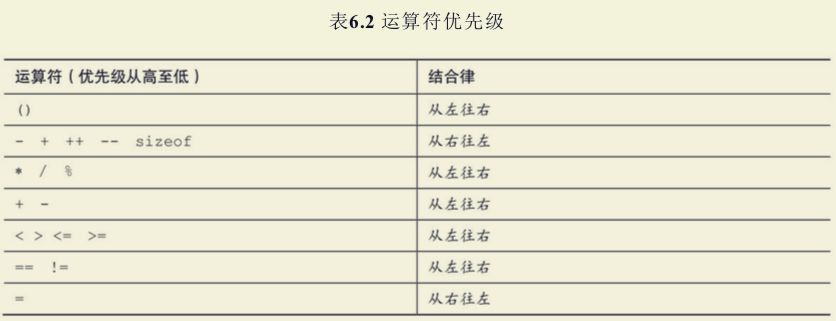 表6.2 运算符优先级
运算符（优先级从高至低） 结合律
() 从左往右
- + ++ -- sizeof 从右往左
* / % 从左往右
+ - 从左往右
< > <= >= 从左往右
== != 从左往右
= 从右往左